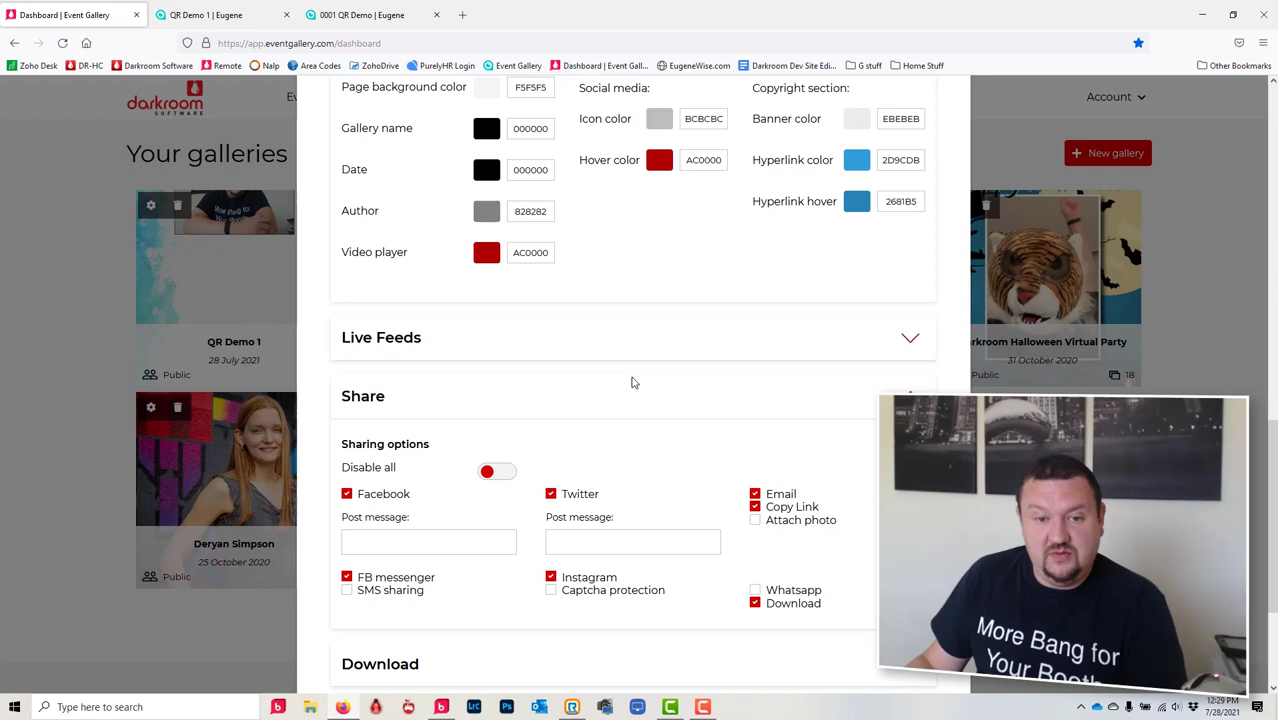 Dashboard | Event Gallery
QR Demo 1 | Eugene
0001 QR Demo | Eugene
https://app.eventgallery.com/dashboard
Zoho Desk
DR-HC
Darkroom Software
Remote
Nalp
Area Codes
ZohoDrive
PurelyHR Login
Event Gallery
Dashboard | Event Gall...
EugeneWise.com
Darkroom Dev Site Edi...
G stuff
Home Stuff
Other Bookmarks
darkroom
SOFTWARE
Account
Your galleries
New gallery
Page background color
F5F5F5
Gallery name
000000
Date
000000
Author
828282
Video player
AC0000
Social media:
Icon color
BCBCBC
Hover color
AC0000
Copyright section:
Banner color
EBEBEB
Hyperlink color
2D9CDB
Hyperlink hover
2681B5
QR Demo 1
28 July 2021
Public
Deryan Simpson
25 October 2020
Public
arkroom Halloween Virtual Party
31 October 2020
Public
18
Live Feeds
Share
Sharing options
Disable all
Facebook
Twitter
Email
Copy Link
Attach photo
Post message:
Post message:
FB messenger
SMS sharing
Instagram
Captcha protection
Whatsapp
Download
Download
More Bang for
Your Booth
Type here to search
12:29 PM
7/28/2021